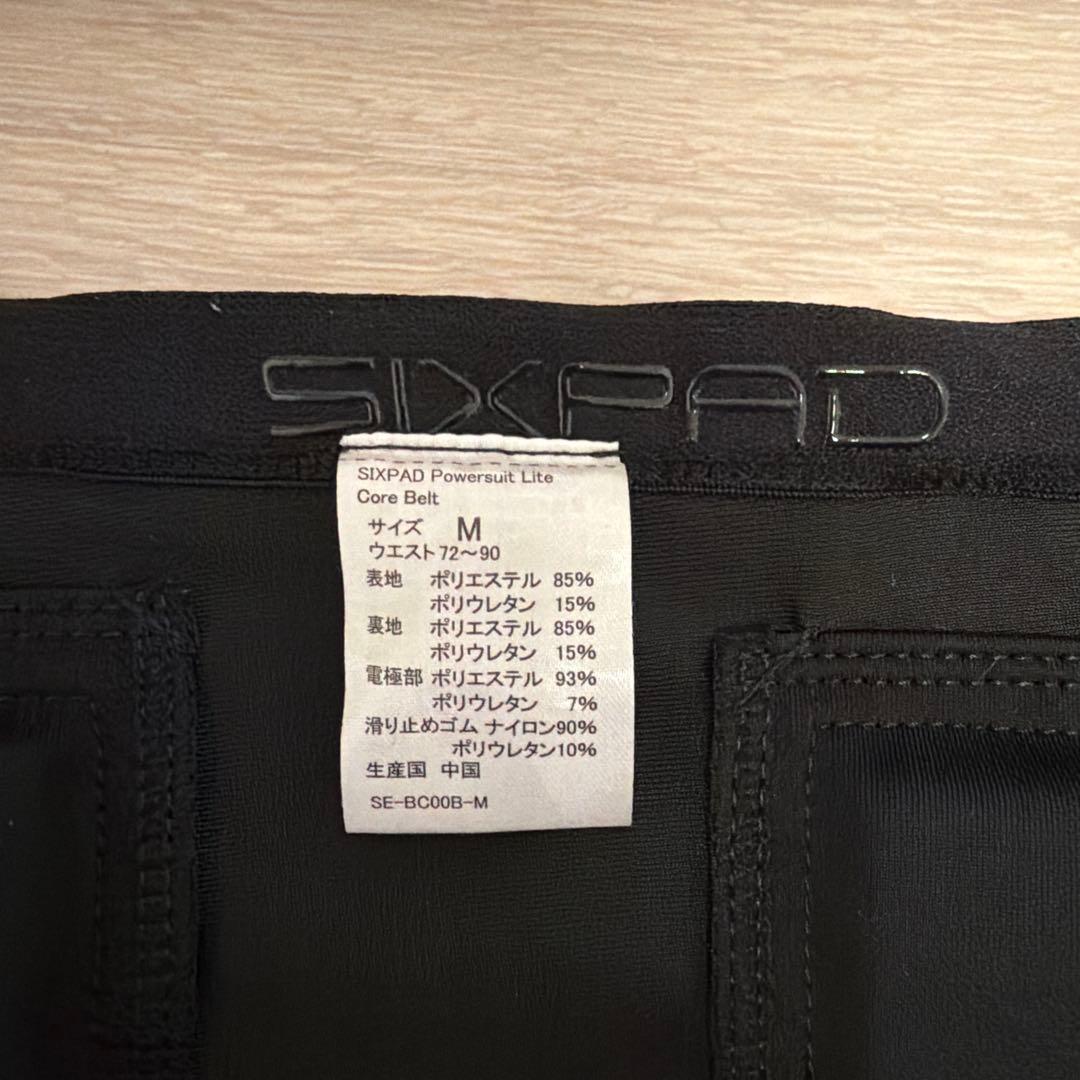 SIXPAD
SIXPAD Powersuit Lite
Core Belt
サイズ M
ウエスト72〜90
表地 ポリエステル 85%
ポリウレタン 15%
裏地 ポリエステル 85%
ポリウレタン 15%
電極部 ポリエステル 93%
ポリウレタン 7%
滑り止めゴム ナイロン90%
ポリウレタン10%
生産国 中国
SE-BC00B-M